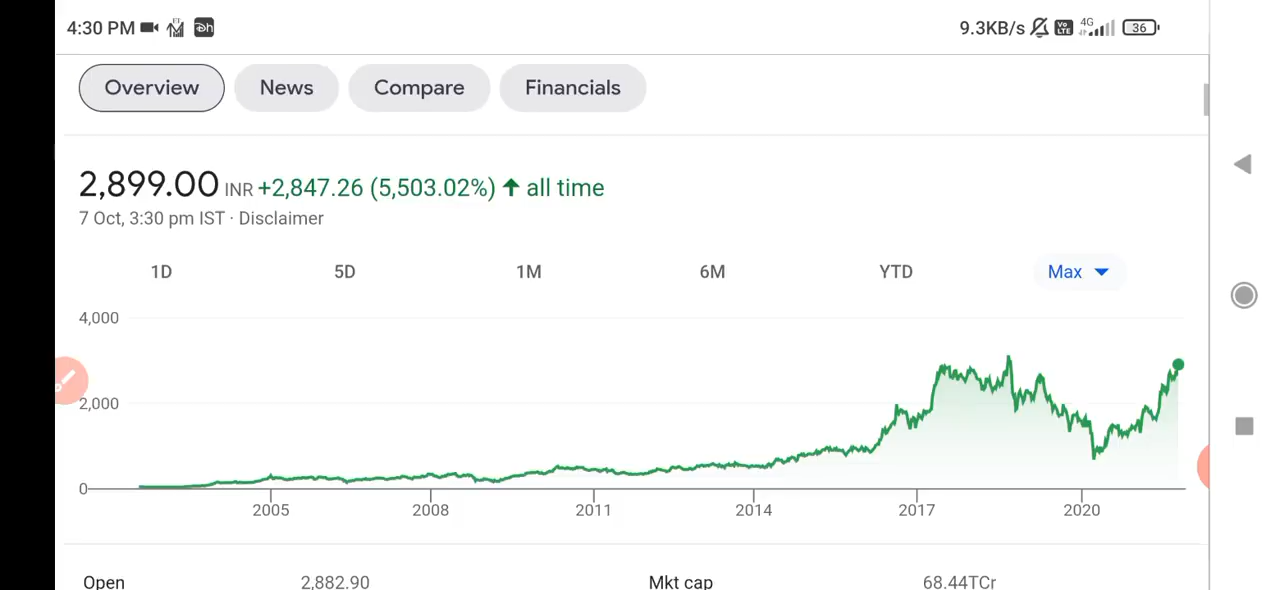 4:30 PM 9.3KB/s Vo LTE 4G 36
Overview News Compare Financials
2,899.00 INR +2,847.26 (5,503.02%) ↑ all time
7 Oct, 3:30 pm IST · Disclaimer
1D 5D 1M 6M YTD Max
4,000
2,000
0
2005 2008 2011 2014 2017 2020
Open 2,882.90 Mkt cap 68.44TCr